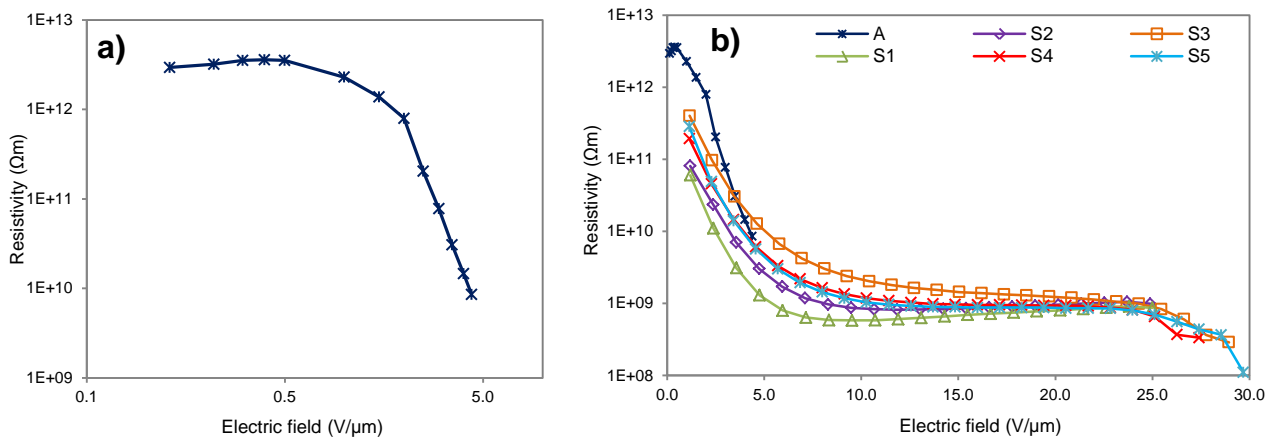 a)
1E+13
1E+12
1E+11
1E+10
1E+09
Resistivity (Ωm)
0.1
0.5
5.0
Electric field (V/µm)
b)
A
S2
S3
S1
S4
S5
1E+13
1E+12
1E+11
1E+10
1E+09
1E+08
Resistivity (Ωm)
0.0
5.0
10.0
15.0
20.0
25.0
30.0
Electric field (V/µm)